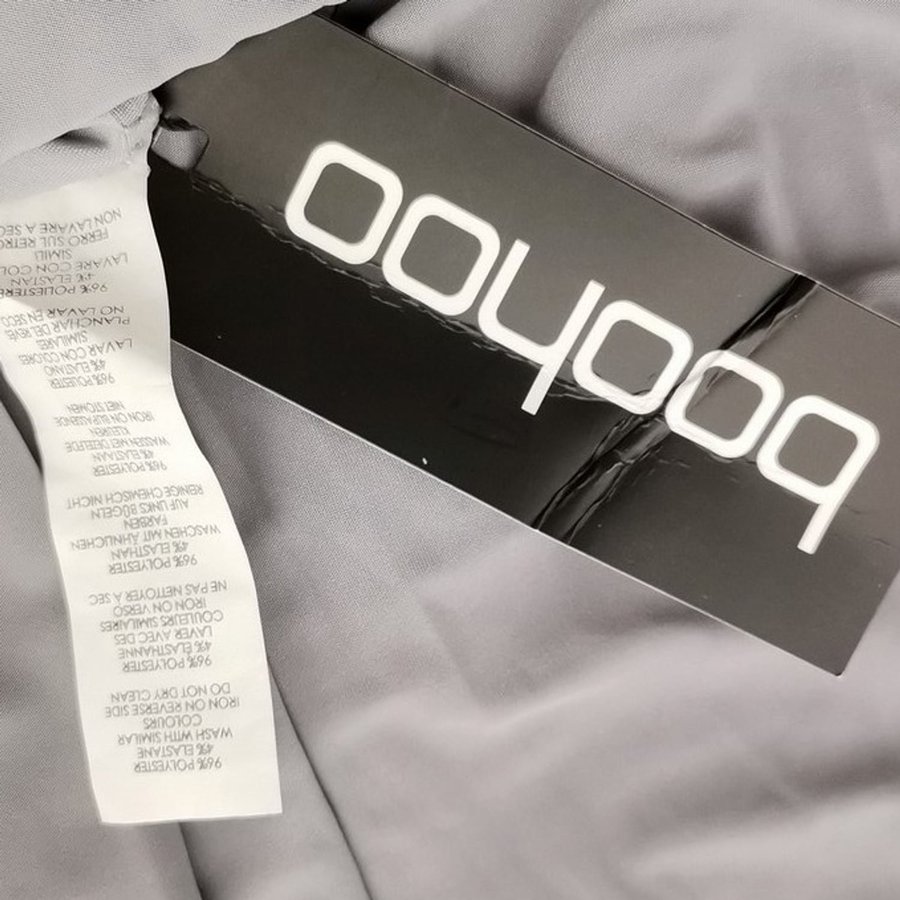 boohoo
96% POLYESTER
4% ELASTANE
WASH WITH SIMILAR
COLOURS
IRON ON REVERSE SIDE
DO NOT DRY CLEAN
96% POLYESTER
4% ELASTHANNE
LAVER AVEC DES
COULEURS SIMILAIRES
IRON ON VERSO
NE PAS NETTOYER A SEC
96% POLYESTER
4% ELASTHAN
WASCHEN MIT ÄHNLICHEN
FARBEN
AUF LINKS BÜGELN
REINIGE CHEMISCH NICHT
96% POLYESTER
4% ELASTAAN
WASSEN MET DEZELFDE
KLEUREN
IRON ON
NIET STOMEN
96% POLYESTER
4% ELASTANO
LAVAR CON COLORES
SIMILARES
PLANCHAR DEL REVÉS
NO LAVAR EN SECO
96% POLIESTERE
4% ELASTAN
LAVARE CON
SIMILI
FERRO SUL RETRO
NON LAVARE A SEC